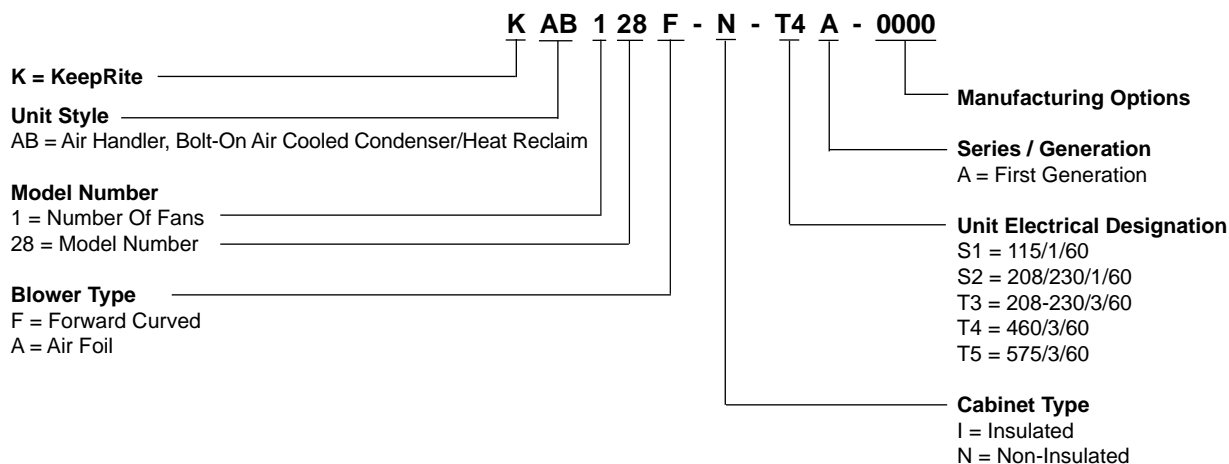 K AB 1 28 F - N - T4 A - 0000
K = KeepRite
Unit Style
AB = Air Handler, Bolt-On Air Cooled Condenser/Heat Reclaim
Model Number
1 = Number Of Fans
28 = Model Number
Blower Type
F = Forward Curved
A = Air Foil
Manufacturing Options
Series / Generation
A = First Generation
Unit Electrical Designation
S1 = 115/1/60
S2 = 208/230/1/60
T3 = 208-230/3/60
T4 = 460/3/60
T5 = 575/3/60
Cabinet Type
I = Insulated
N = Non-Insulated